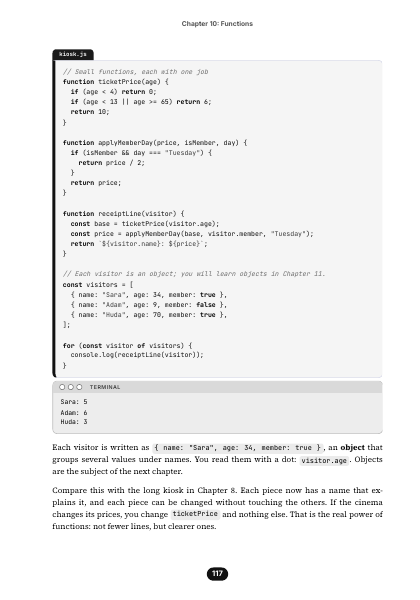 Chapter 10: Functions
kiosk.js
// Small functions, each with one job
function ticketPrice(age) {
  if (age < 4) return 0;
  if (age < 13 || age >= 65) return 6;
  return 10;
}

function applyMemberDay(price, isMember, day) {
  if (isMember && day === "Tuesday") {
    return price / 2;
  }
  return price;
}

function receiptLine(visitor) {
  const base = ticketPrice(visitor.age);
  const price = applyMemberDay(base, visitor.member, "Tuesday");
  return `${visitor.name}: ${price}`;
}

// Each visitor is an object; you will learn objects in Chapter 11.
const visitors = [
  { name: "Sara", age: 34, member: true },
  { name: "Adam", age: 9, member: false },
  { name: "Huda", age: 70, member: true },
];

for (const visitor of visitors) {
  console.log(receiptLine(visitor));
}
TERMINAL
Sara: 5
Adam: 6
Huda: 3
Each visitor is written as { name: "Sara", age: 34, member: true }, an object that
groups several values under names. You read them with a dot: visitor.age. Objects
are the subject of the next chapter.
Compare this with the long kiosk in Chapter 8. Each piece now has a name that ex-
plains it, and each piece can be changed without touching the others. If the cinema
changes its prices, you change ticketPrice and nothing else. That is the real power of
functions: not fewer lines, but clearer ones.
117